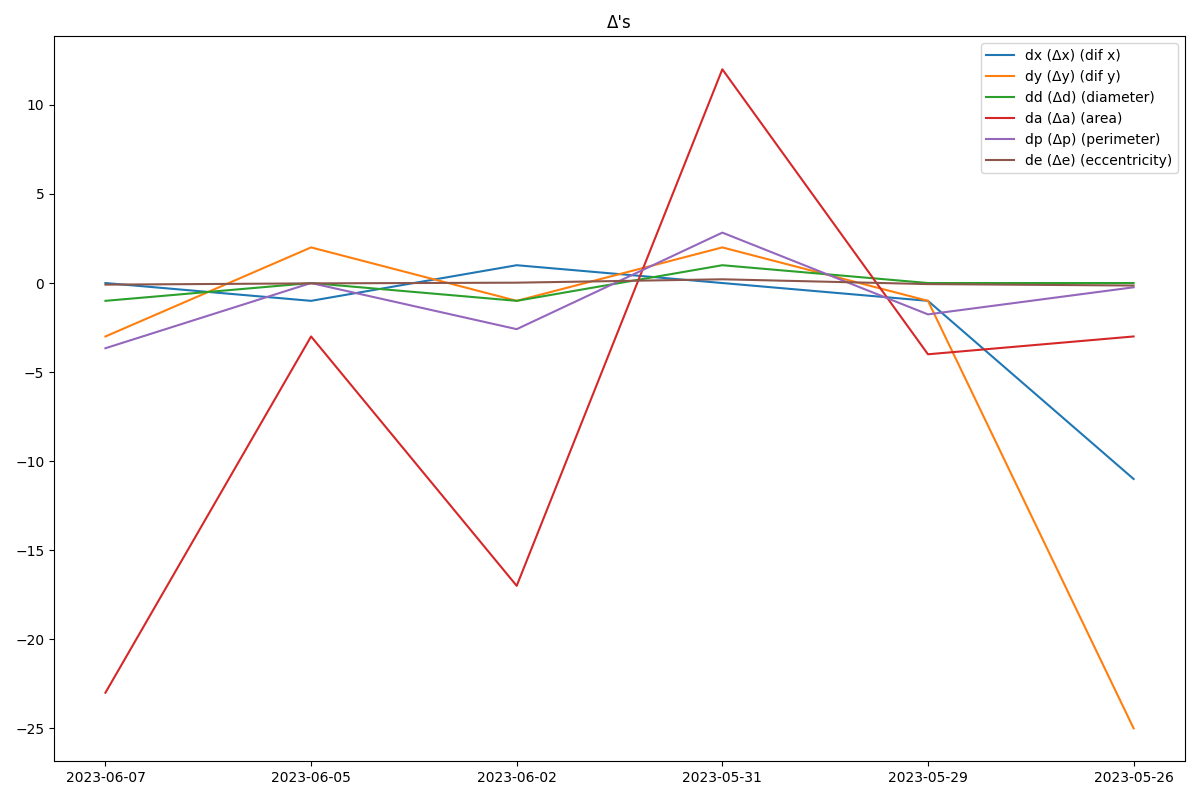 Δ's
dx (Δx) (dif x)
dy (Δy) (dif y)
dd (Δd) (diameter)
da (Δa) (area)
dp (Δp) (perimeter)
de (Δe) (eccentricity)
10
5
0
−5
−10
−15
−20
−25
2023-06-07 2023-06-05 2023-06-02 2023-05-31 2023-05-29 2023-05-26